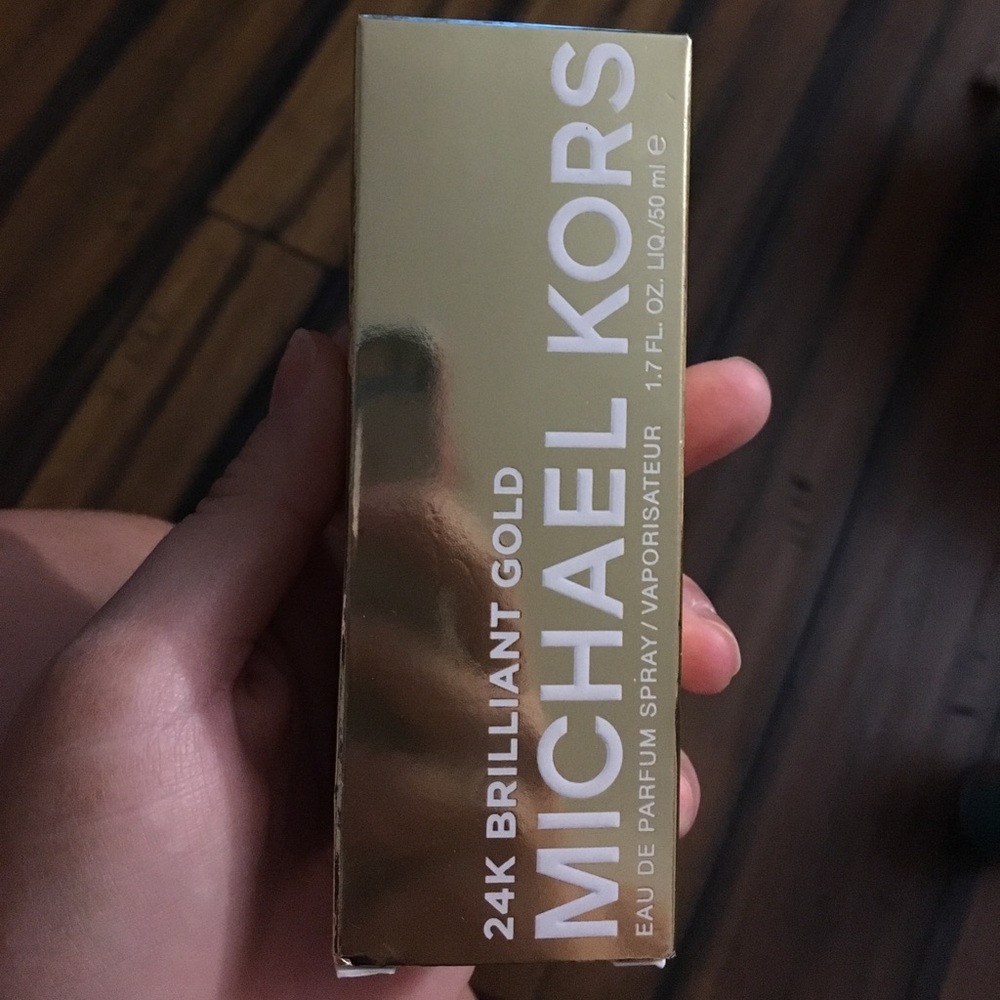 24K BRILLIANT GOLD
MICHAEL KORS
EAU DE PARFUM SPRAY / VAPORISATEUR 1.7 FL. OZ. LIQ./50 ml ℮